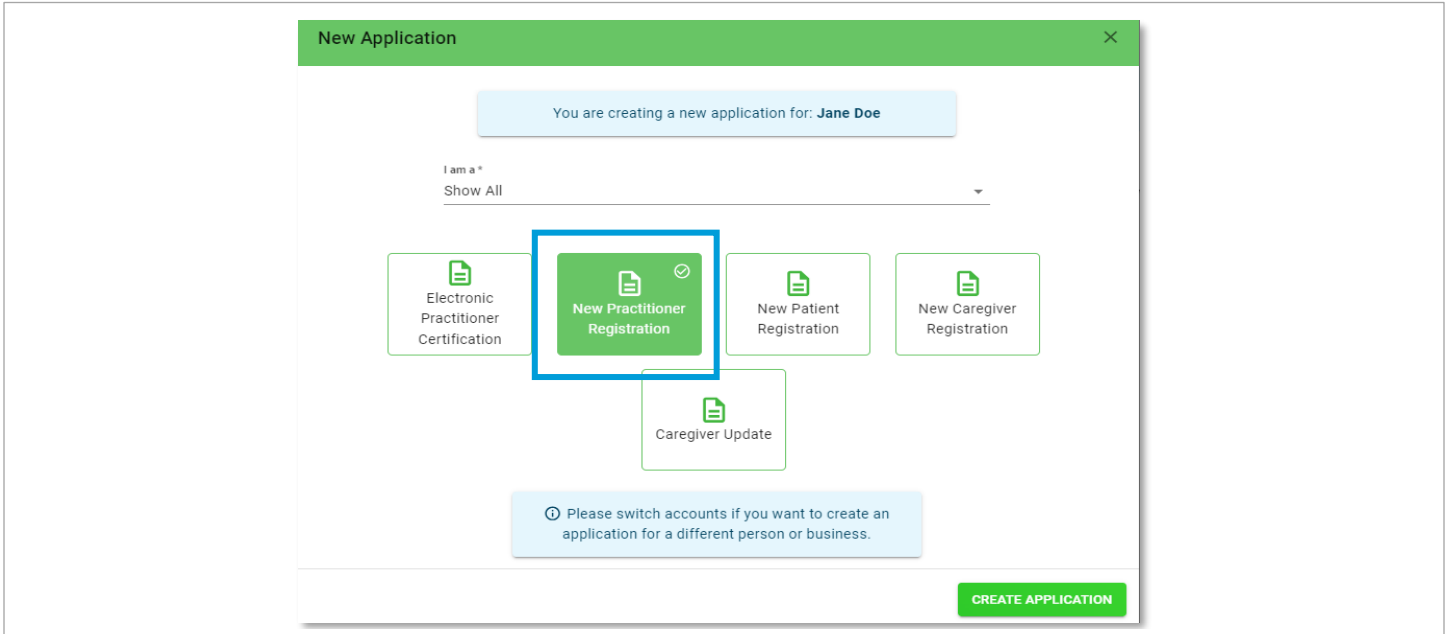 New Application
You are creating a new application for: Jane Doe
I am a *
Show All
Electronic
Practitioner
Certification
New Practitioner
Registration
New Patient
Registration
New Caregiver
Registration
Caregiver Update
Please switch accounts if you want to create an
application for a different person or business.
CREATE APPLICATION